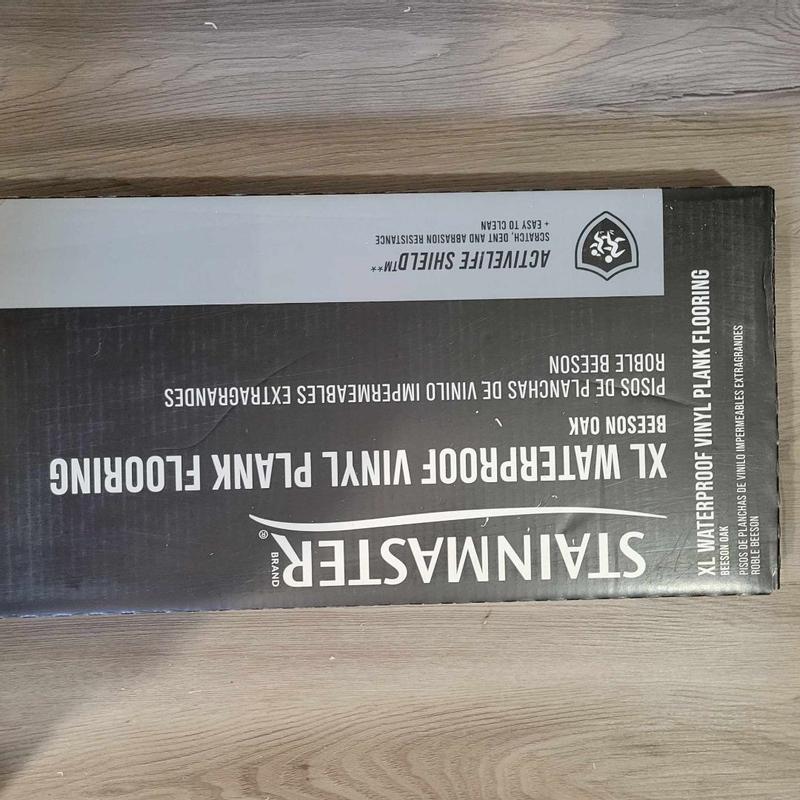 STAINMASTER®
BRAND
XL WATERPROOF VINYL PLANK FLOORING
BEESON OAK
PISOS DE PLANCHAS DE VINILO IMPERMEABLES EXTRAGRANDES
ROBLE BEESON
ACTIVELIFE SHIELD™**
SCRATCH, DENT AND ABRASION RESISTANCE
+ EASY TO CLEAN
XL WATERPROOF VINYL PLANK FLOORING
BEESON OAK
PISOS DE PLANCHAS DE VINILO IMPERMEABLES EXTRAGRANDES
ROBLE BEESON